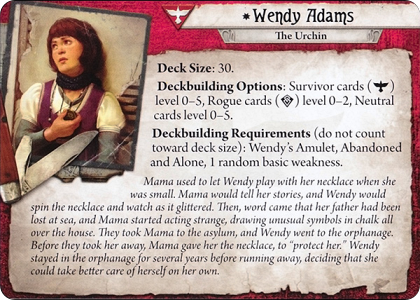 *Wendy Adams
The Urchin
Deck Size: 30.
Deckbuilding Options: Survivor cards ( )
level 0–5, Rogue cards ( ) level 0–2, Neutral
cards level 0–5.
Deckbuilding Requirements (do not count
toward deck size): Wendy's Amulet, Abandoned
and Alone, 1 random basic weakness.
Mama used to let Wendy play with her necklace when she
was small. Mama would tell her stories, and Wendy would
spin the necklace and watch as it glittered. Then, word came that her father had been
lost at sea, and Mama started acting strange, drawing unusual symbols in chalk all
over the house. They took Mama to the asylum, and Wendy went to the orphanage.
Before they took her away, Mama gave her the necklace, to “protect her.” Wendy
stayed in the orphanage for several years before running away, deciding that she
could take better care of herself on her own.